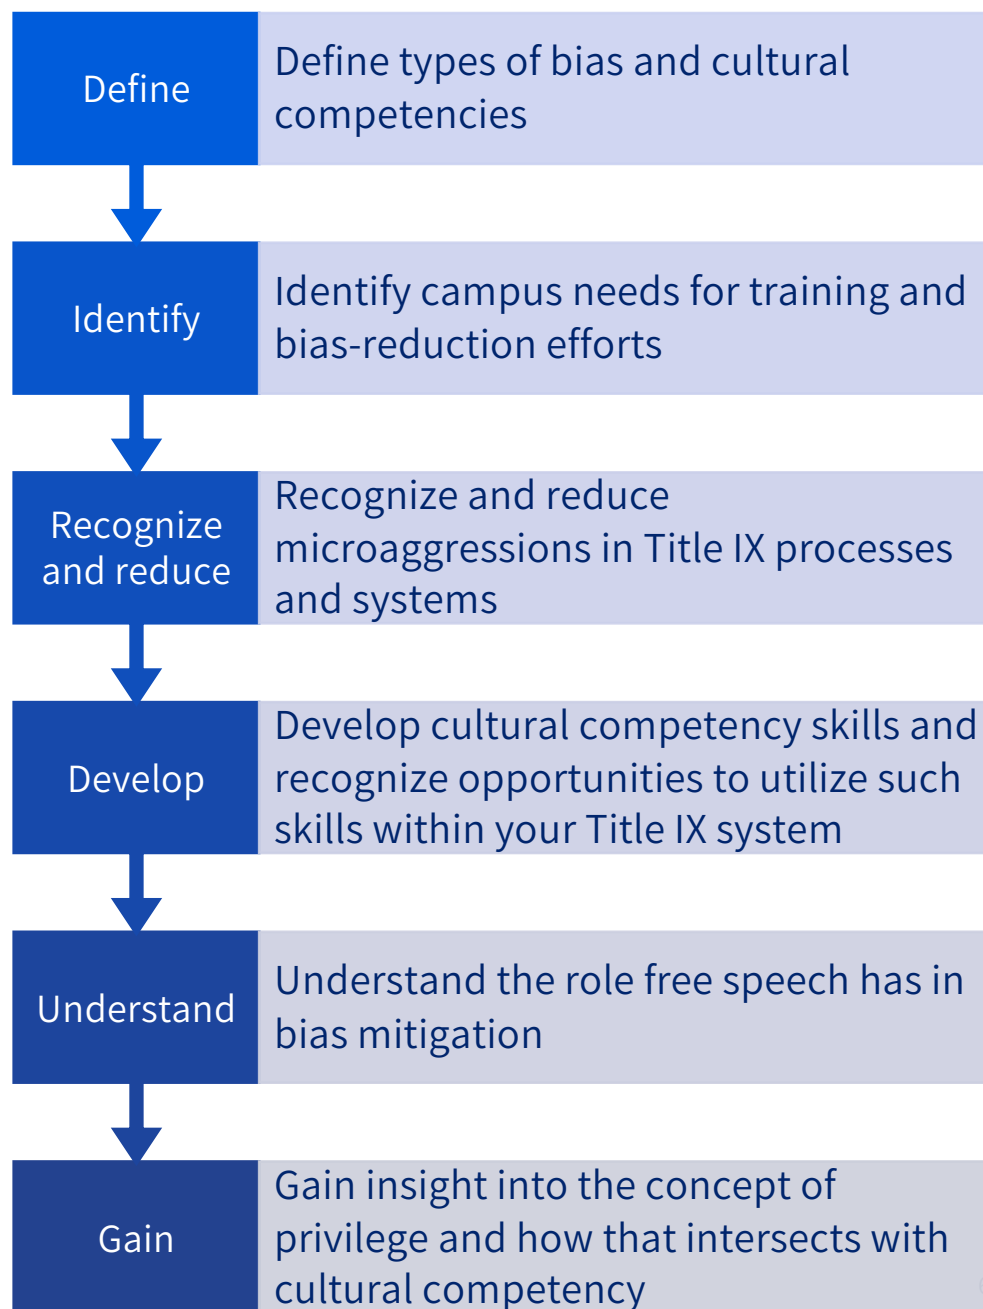 Define
Define types of bias and cultural
competencies
Identify
Identify campus needs for training and
bias-reduction efforts
Recognize
and reduce
Recognize and reduce
microaggressions in Title IX processes
and systems
Develop
Develop cultural competency skills and
recognize opportunities to utilize such
skills within your Title IX system
Understand
Understand the role free speech has in
bias mitigation
Gain
Gain insight into the concept of
privilege and how that intersects with
cultural competency